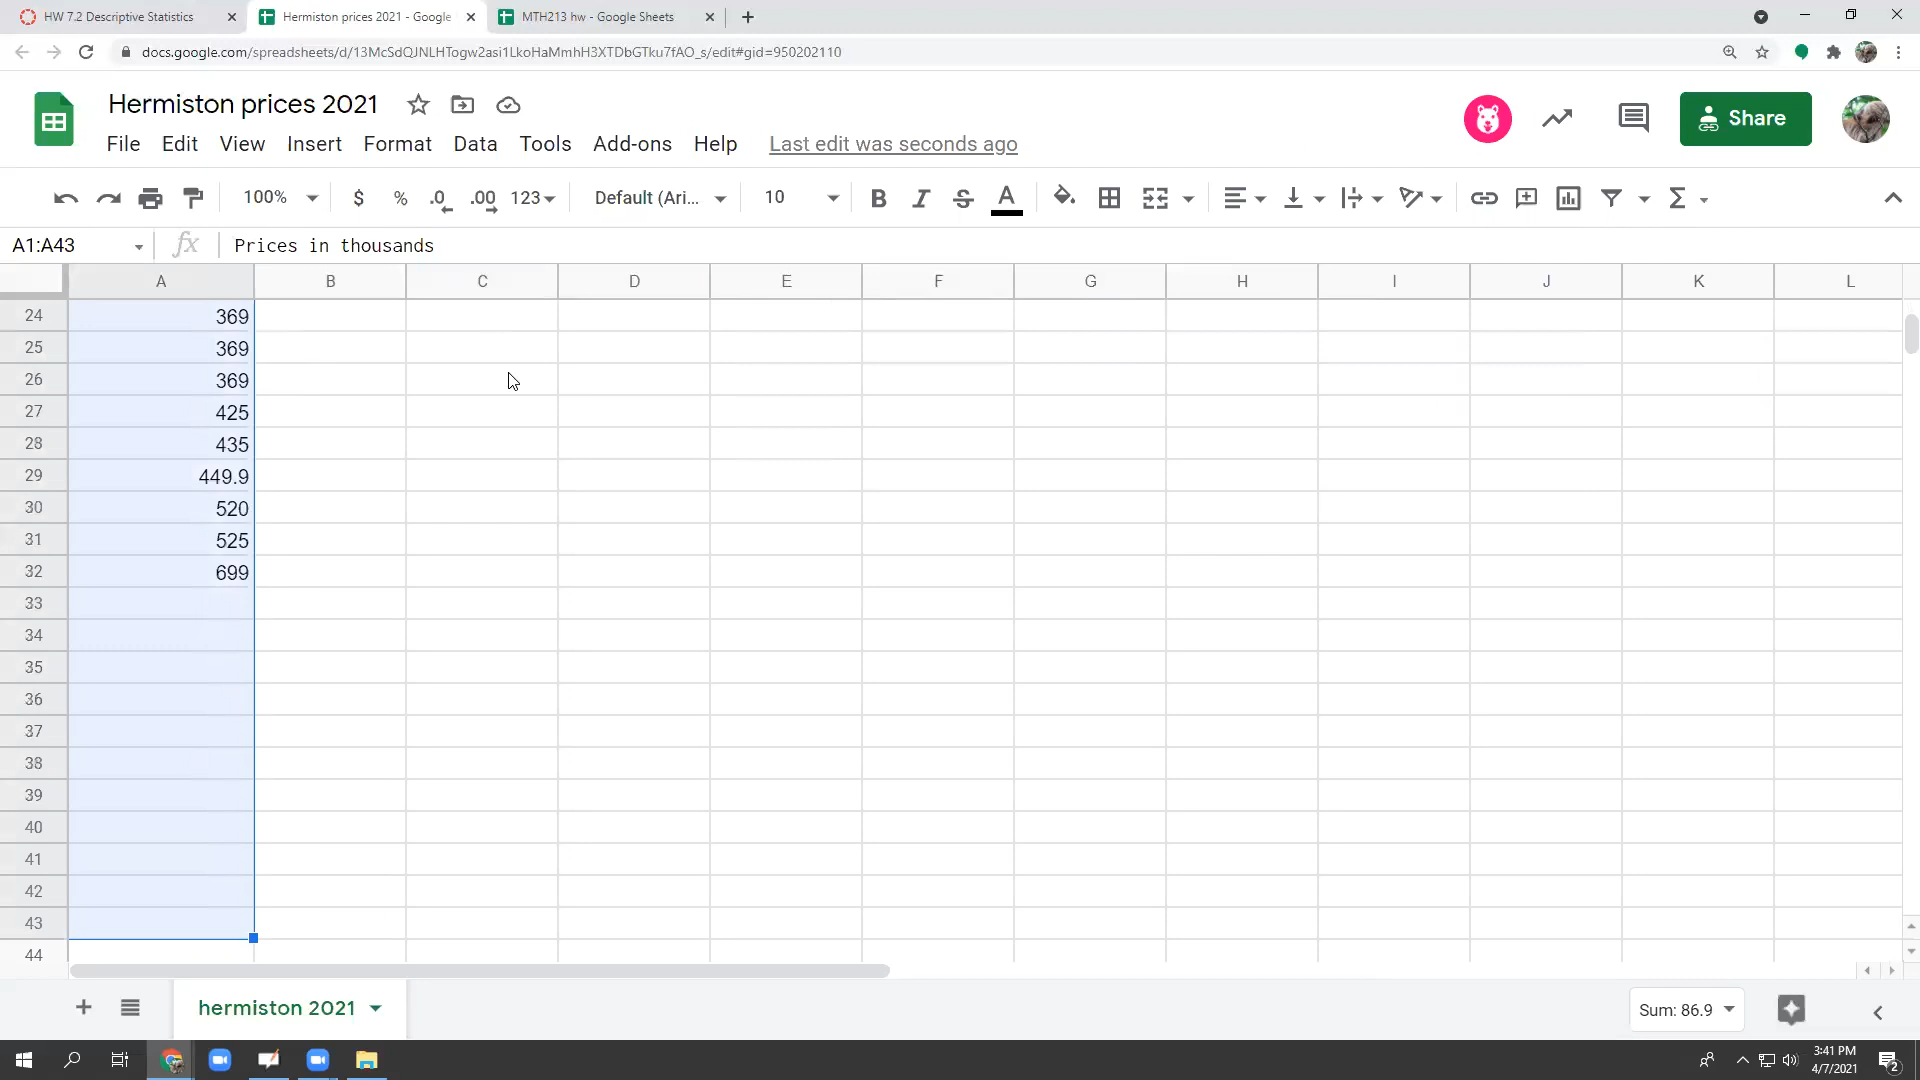 HW 7.2 Descriptive Statistics
Hermiston prices 2021 - Google
MTH213 hw - Google Sheets
docs.google.com/spreadsheets/d/13McSdQJNLHTogw2asi1LkoHaMmhH3XTDbGTku7fAO_s/edit#gid=950202110
Hermiston prices 2021
Share
File Edit View Insert Format Data Tools Add-ons Help Last edit was seconds ago
100% $ % .0 .00 123 Default (Ari... 10 B I S A Σ
A1:A43 fx Prices in thousands
A B C D E F G H I J K L
24 369
25 369
26 369
27 425
28 435
29 449.9
30 520
31 525
32 699
33
34
35
36
37
38
39
40
41
42
43
44
hermiston 2021
Sum: 86.9
3:41 PM
4/7/2021
2